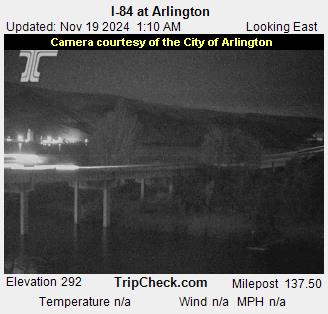 I-84 at Arlington
Updated: Nov 19 2024 1:10 AM Looking East
Camera courtesy of the City of Arlington
Elevation 292 TripCheck.com Milepost 137.50
Temperature n/a Wind n/a MPH n/a